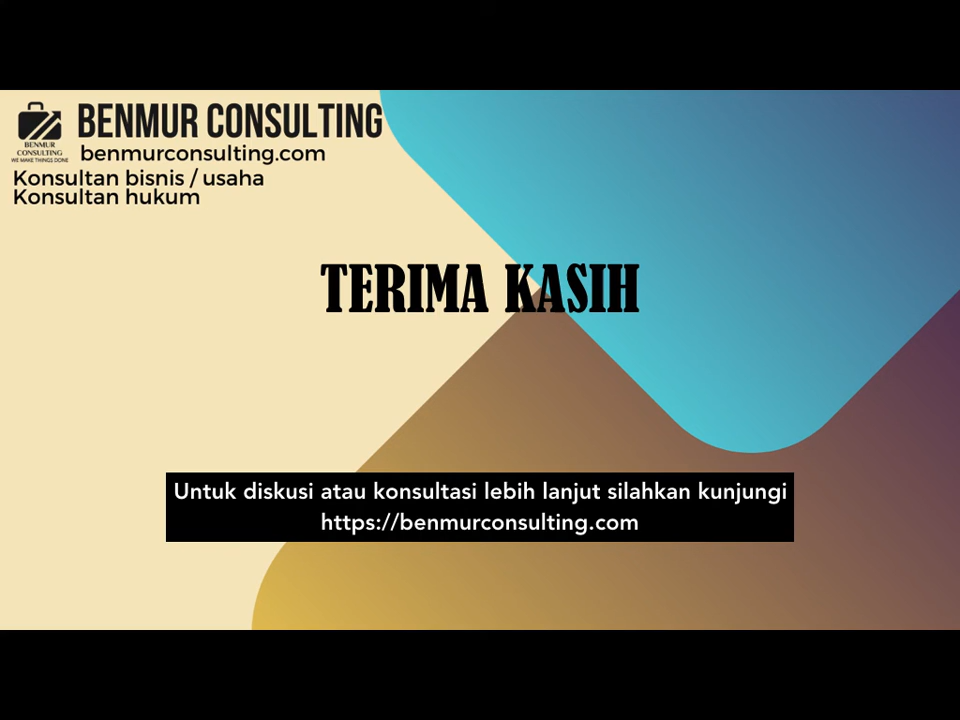 BENMUR CONSULTING
benmurconsulting.com
BENMUR
CONSULTING
WE MAKE THINGS DONE
Konsultan bisnis / usaha
Konsultan hukum
TERIMA KASIH
Untuk diskusi atau konsultasi lebih lanjut silahkan kunjungi
https://benmurconsulting.com